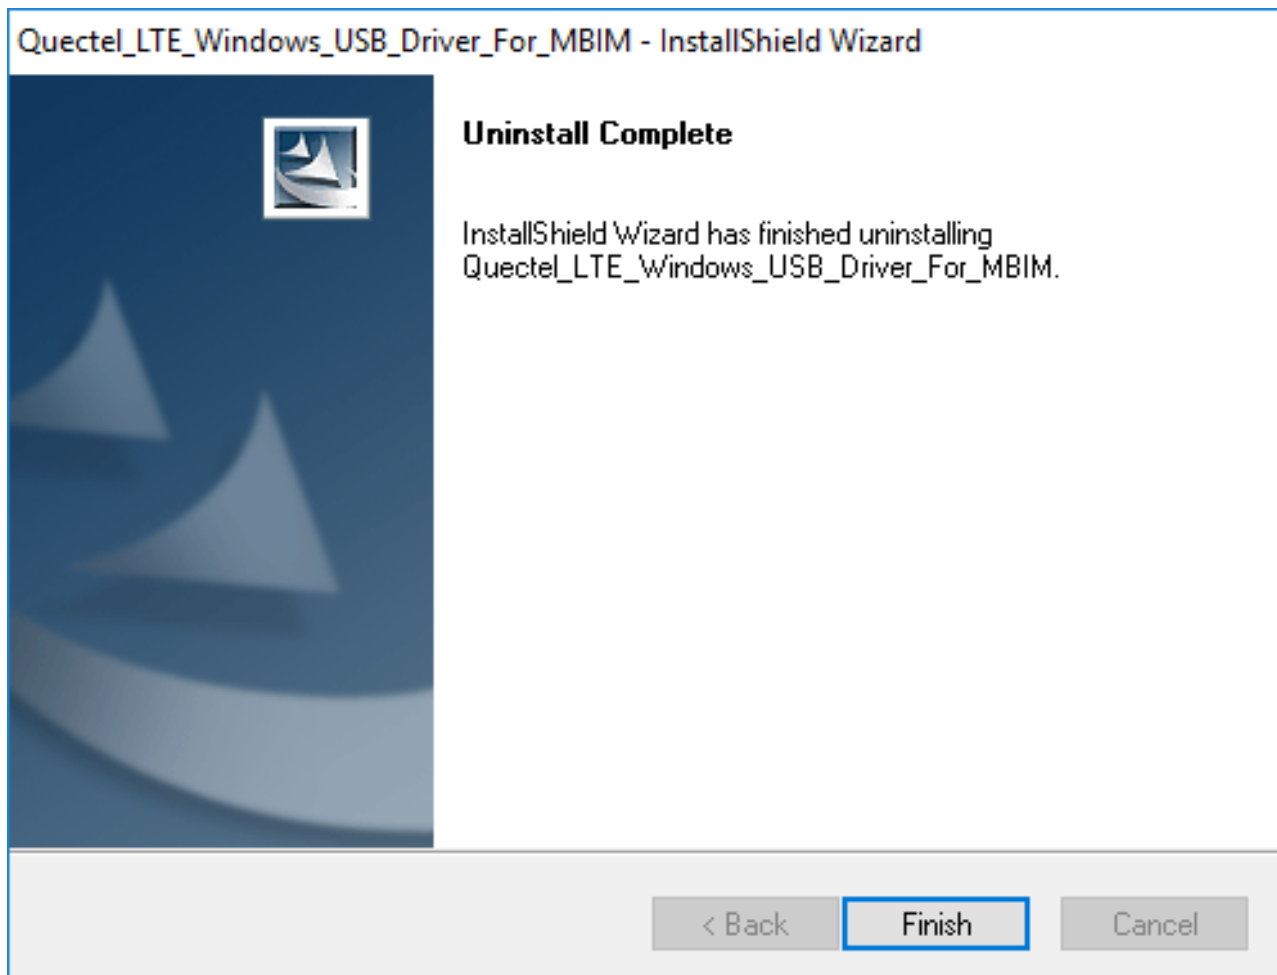 Quectel_LTE_Windows_USB_Driver_For_MBIM - InstallShield Wizard
Uninstall Complete
InstallShield Wizard has finished uninstalling
Quectel_LTE_Windows_USB_Driver_For_MBIM.
< Back
Finish
Cancel